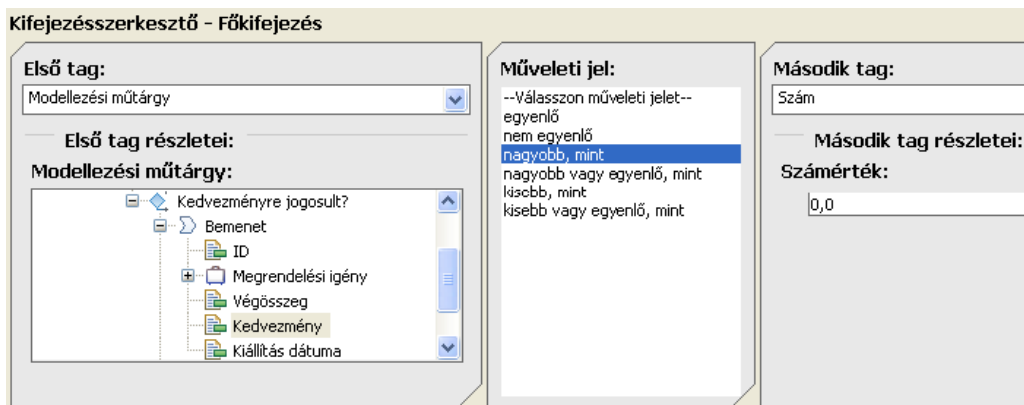 Kifejezésszerkesztő - Főkifejezés
Első tag:
Modellezési műtárgy
Első tag részletei:
Modellezési műtárgy:
Kedvezményre jogosult?
Bemenet
ID
Megrendelési igény
Végösszeg
Kedvezmény
Kiállítás dátuma
Műveleti jel:
--Válasszon műveleti jelet--
egyenlő
nem egyenlő
nagyobb, mint
nagyobb vagy egyenlő, mint
kisebb, mint
kisebb vagy egyenlő, mint
Második tag:
Szám
Második tag részletei:
Számérték:
0,0